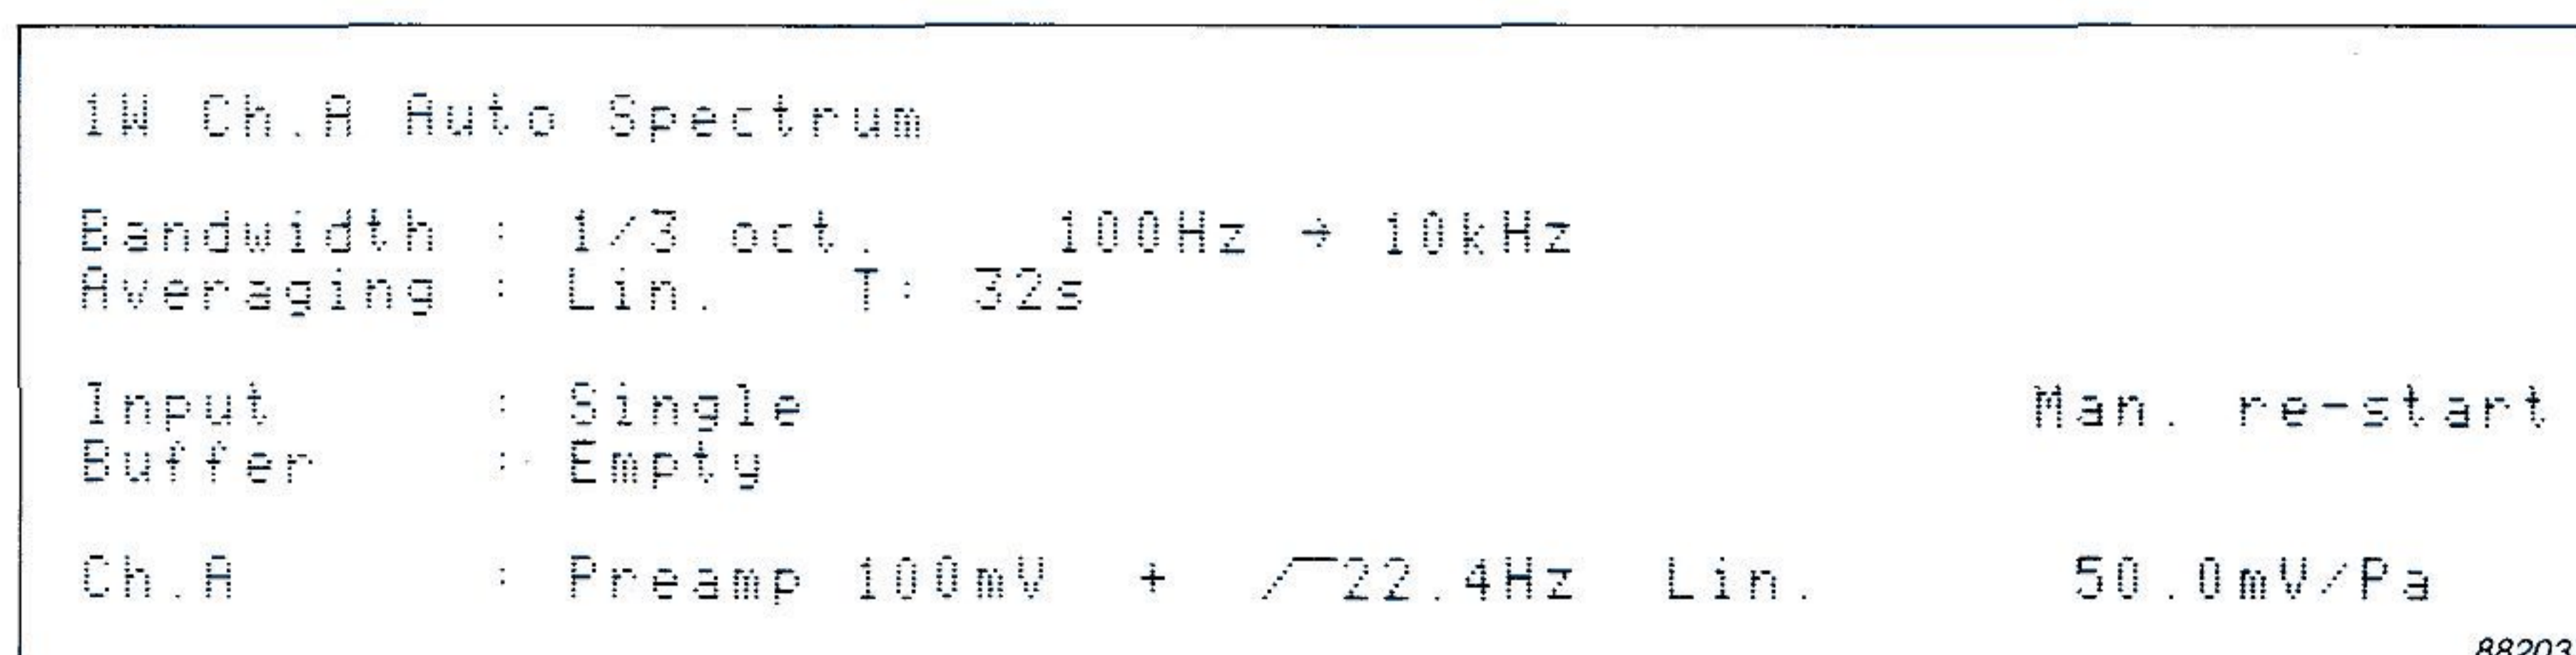 1W Ch.A Auto Spectrum
Bandwidth : 1/3 oct. 100Hz → 10kHz
Averaging : Lin. T: 32s
Input : Single Man. re-start
Buffer : Empty
Ch.A : Preamp 100mV + /‾22.4Hz Lin. 50.0mV/Pa